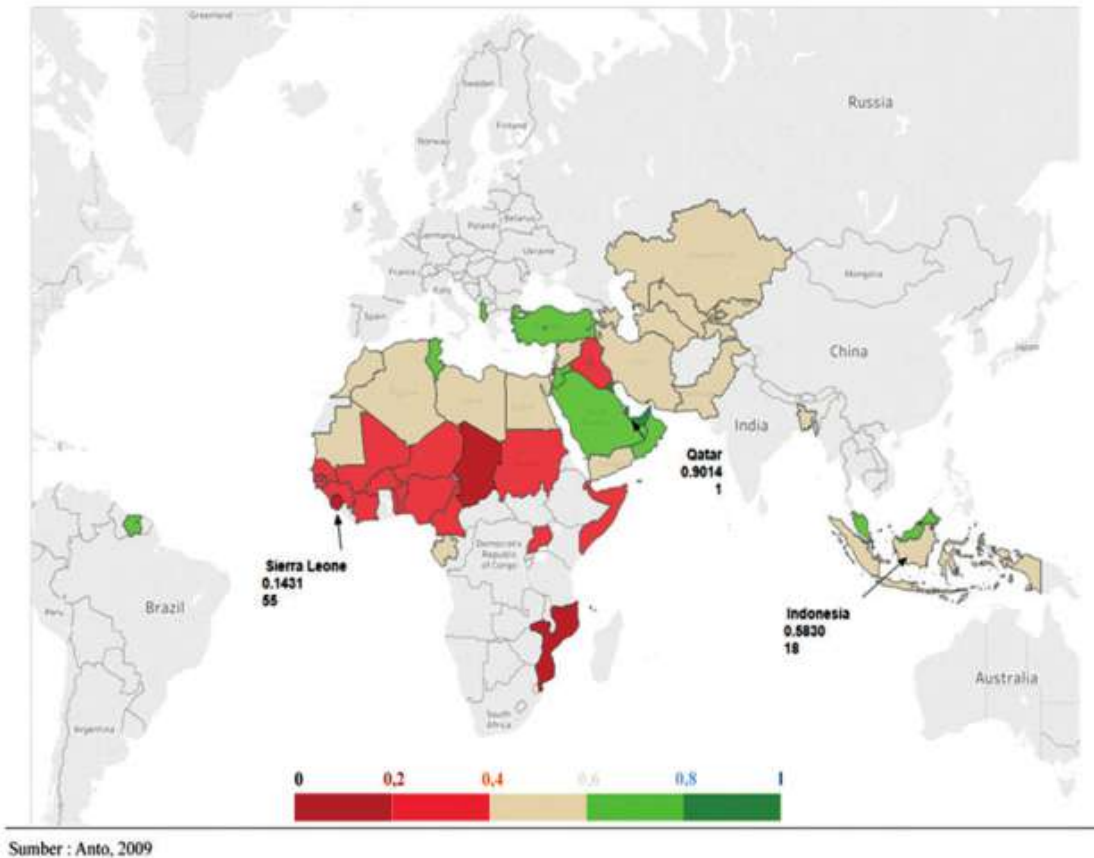 Greenland
Sweden
Russia
Finland
Norway
Belarus
Poland
Germany
Ukraine
Mongolia
France
Italy
Spain
China
Japan
India
Qatar
0.9014
1
Democratic
Republic
of Congo
Sierra Leone
0.1431
55
Peru
Brazil
Indonesia
0.5830
18
Australia
South
Africa
Argentina
0 0,2 0,4 0,6 0,8 1
Sumber : Anto, 2009